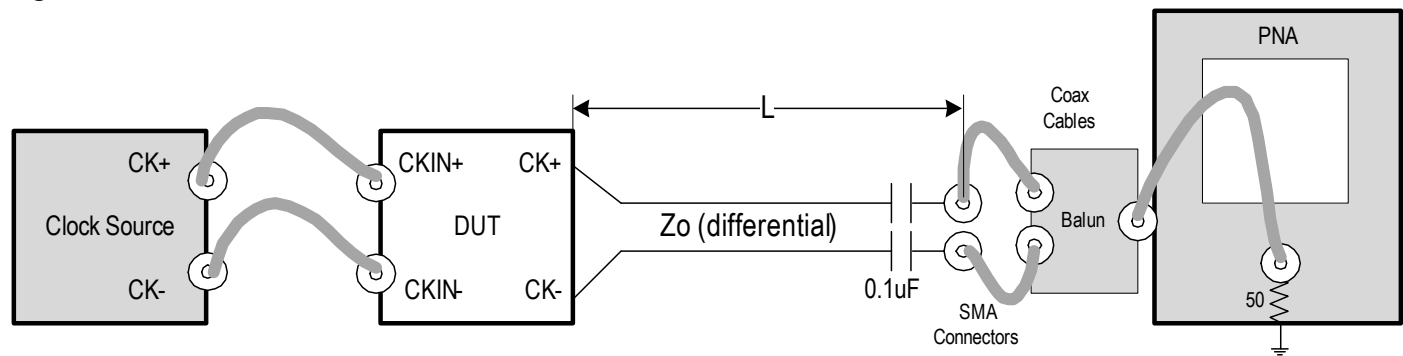 PNA
L
Coax
Cables
CK+
CKIN+
CK+
Clock Source
DUT
Zo (differential)
Balun
CK-
CKIN-
CK-
0.1uF
50
SMA
Connectors